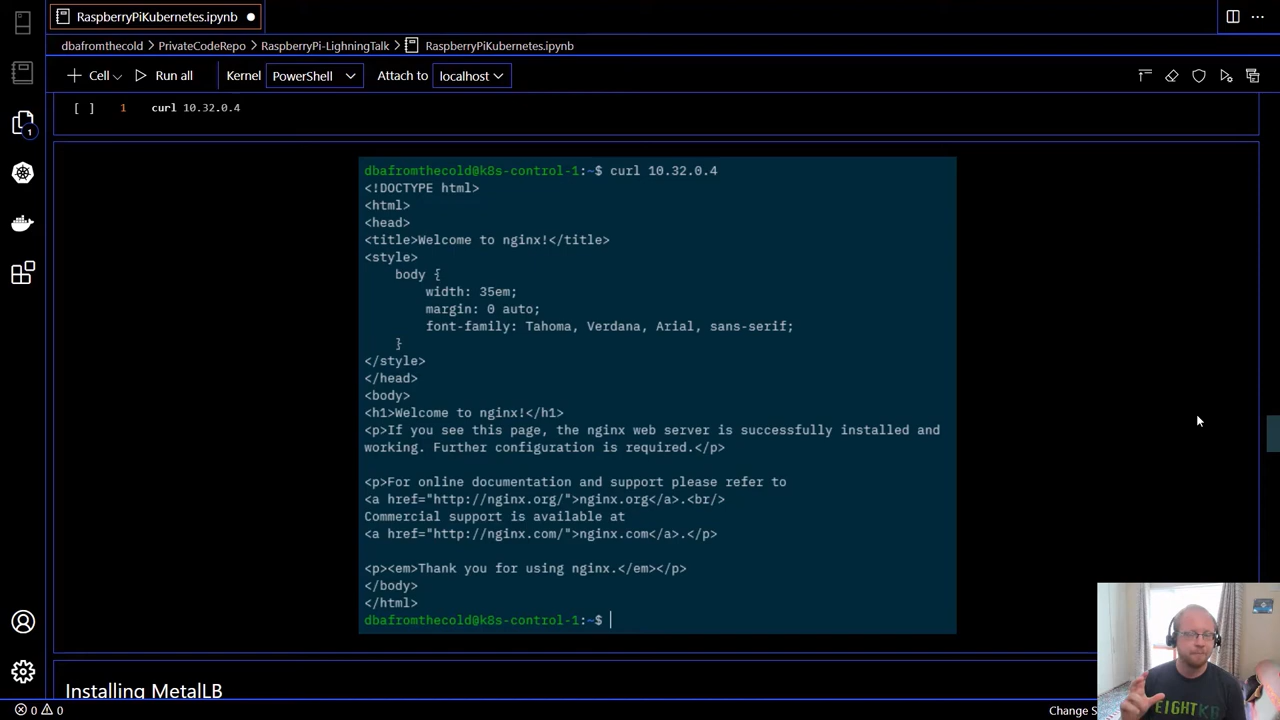 RaspberryPiKubernetes.ipynb
dbafromthecold > PrivateCodeRepo > RaspberryPi-LighningTalk > RaspberryPiKubernetes.ipynb
+ Cell Run all Kernel PowerShell Attach to localhost
1
[ ] 1 curl 10.32.0.4
dbafromthecold@k8s-control-1:~$ curl 10.32.0.4
<!DOCTYPE html>
<html>
<head>
<title>Welcome to nginx!</title>
<style>
body {
width: 35em;
margin: 0 auto;
font-family: Tahoma, Verdana, Arial, sans-serif;
}
</style>
</head>
<body>
<h1>Welcome to nginx!</h1>
<p>If you see this page, the nginx web server is successfully installed and
working. Further configuration is required.</p>
<p>For online documentation and support please refer to
<a href="http://nginx.org/">nginx.org</a>.<br/>
Commercial support is available at
<a href="http://nginx.com/">nginx.com</a>.</p>
<p><em>Thank you for using nginx.</em></p>
</body>
</html>
dbafromthecold@k8s-control-1:~$
Installing MetalLB
EIGHTK
0 0
Change S